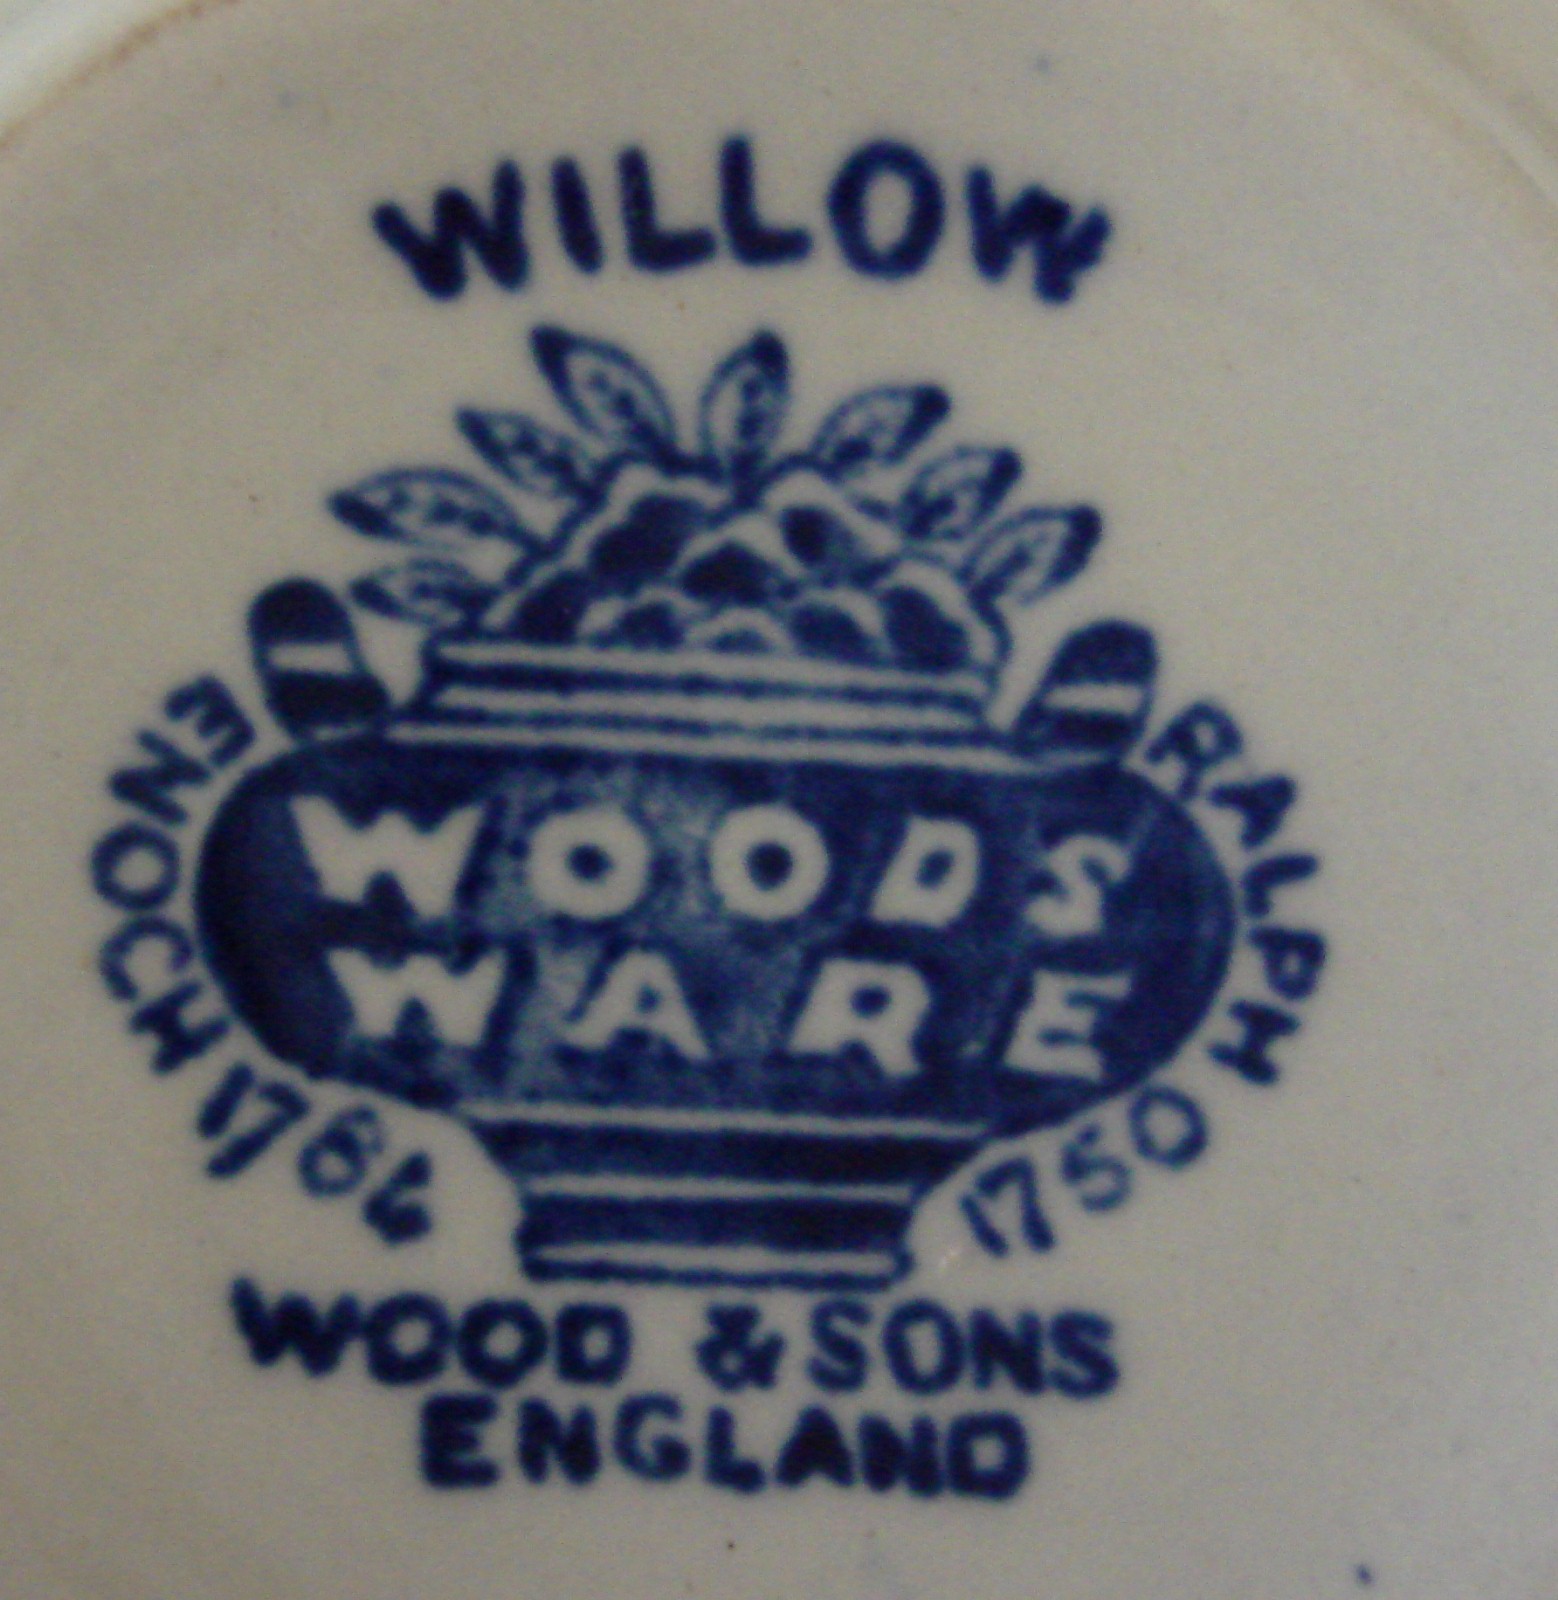 WILLOW
WOODS
WARE
ENOCH 1784
RALPH 1750
WOOD & SONS
ENGLAND